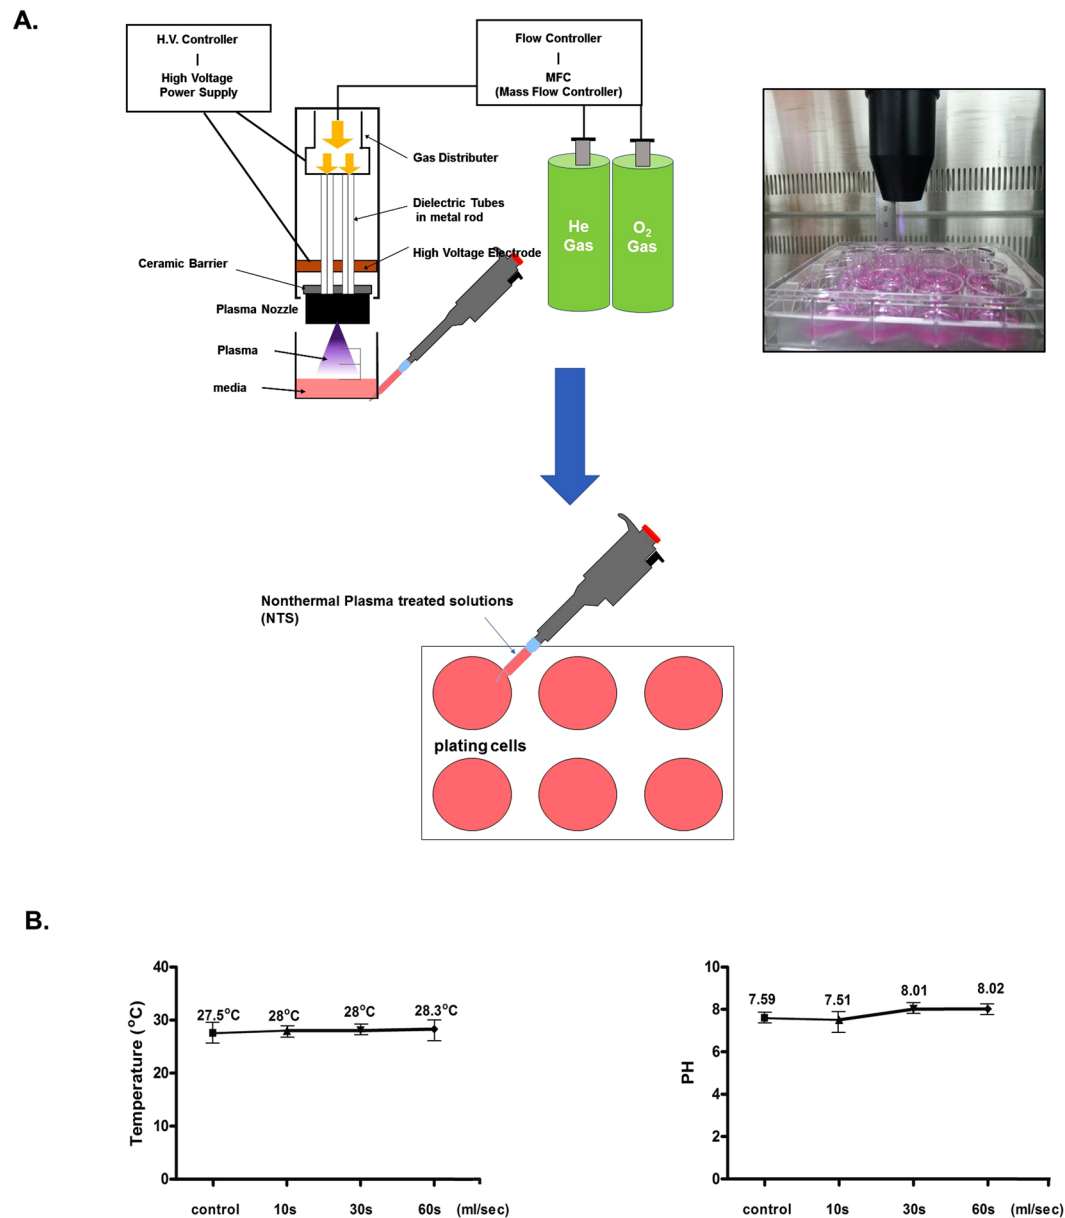 A.
H.V. Controller
|
High Voltage
Power Supply
Flow Controller
|
MFC
(Mass Flow Controller)
Gas Distributer
Dielectric Tubes
in metal rod
High Voltage Electrode
Ceramic Barrier
Plasma Nozzle
Plasma
media
He
Gas
O2
Gas
Nonthermal Plasma treated solutions
(NTS)
plating cells
B.
Temperature (°C)
40
30
20
10
0
27.5°C
28°C
28°C
28.3°C
control 10s 30s 60s (ml/sec)
PH
10
8
6
4
2
0
7.59
7.51
8.01
8.02
control 10s 30s 60s (ml/sec)